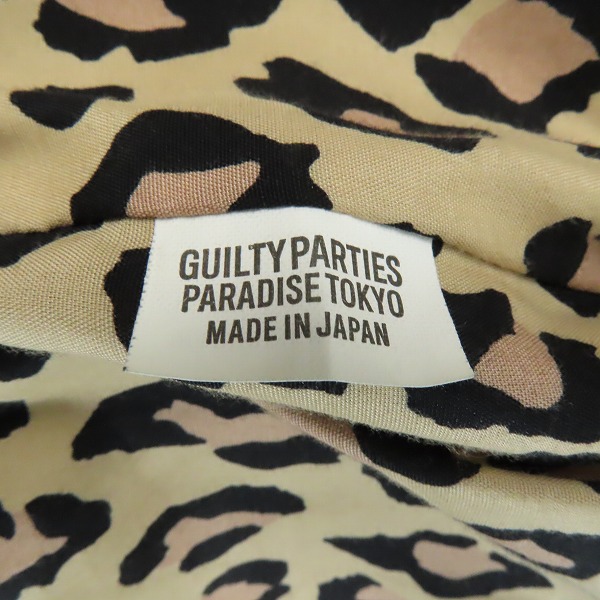 GUILTY PARTIES
PARADISE TOKYO
MADE IN JAPAN